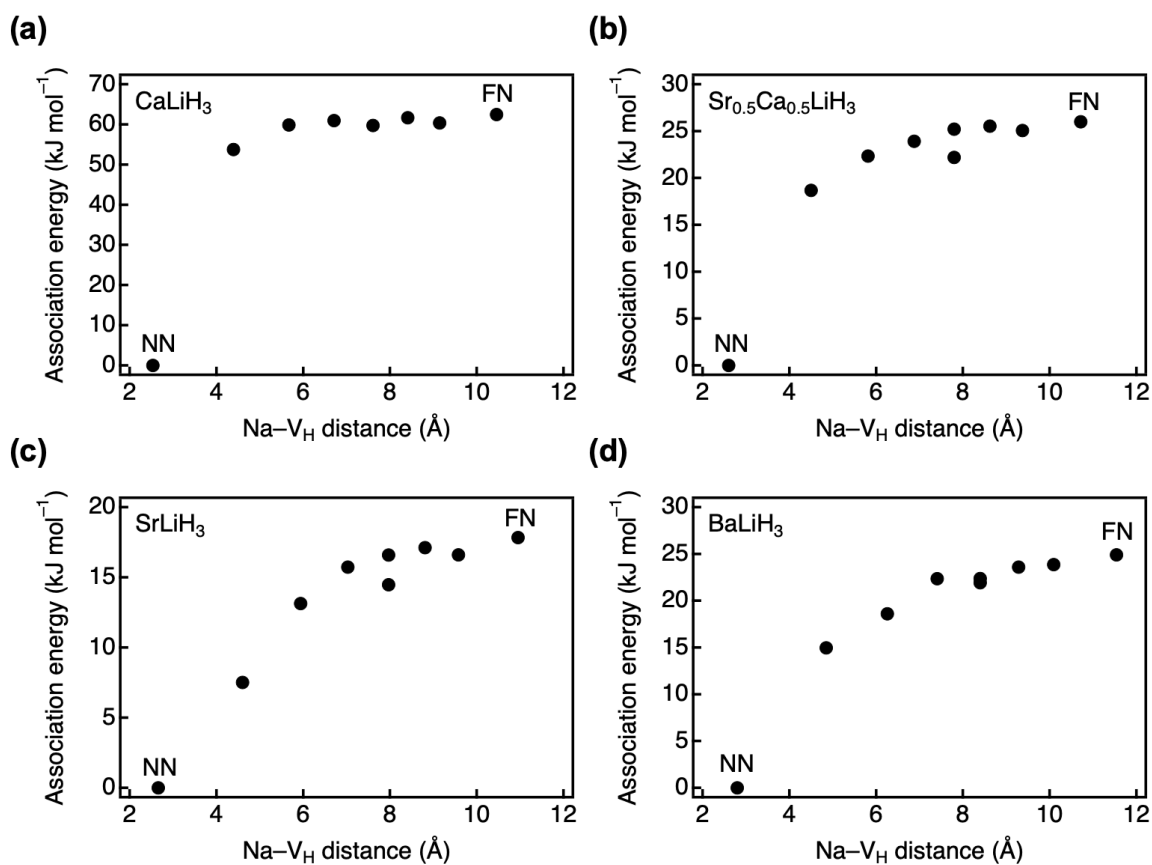 (a)
Association energy (kJ mol⁻¹)
70
60
50
40
30
20
10
0
CaLiH₃
FN
NN
2 4 6 8 10 12
Na–V_H distance (Å)
(b)
Association energy (kJ mol⁻¹)
30
25
20
15
10
5
0
Sr₀.₅Ca₀.₅LiH₃
FN
NN
2 4 6 8 10 12
Na–V_H distance (Å)
(c)
Association energy (kJ mol⁻¹)
20
15
10
5
0
SrLiH₃
FN
NN
2 4 6 8 10 12
Na–V_H distance (Å)
(d)
Association energy (kJ mol⁻¹)
30
25
20
15
10
5
0
BaLiH₃
FN
NN
2 4 6 8 10 12
Na–V_H distance (Å)